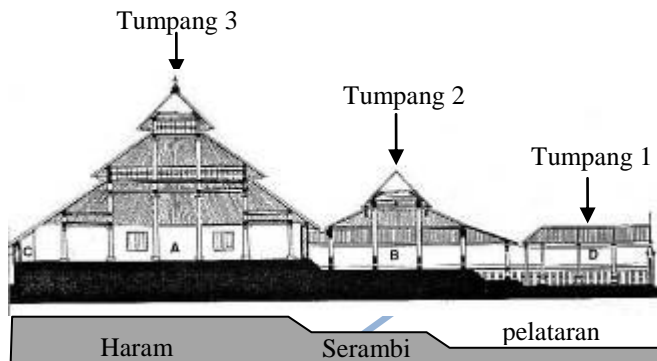 Tumpang 3
Tumpang 2
Tumpang 1
C
A
B
D
Haram
Serambi
pelataran